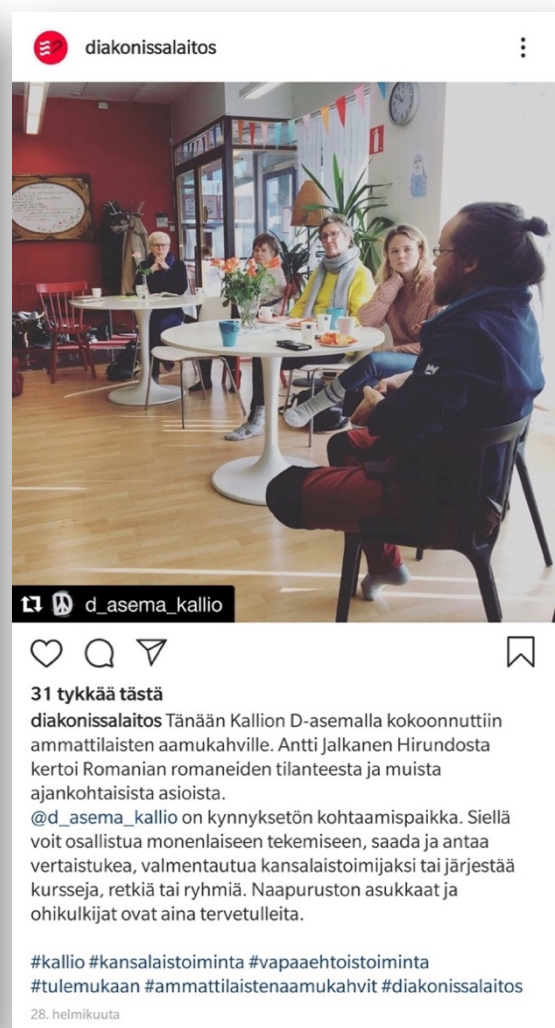 diakonissalaitos
d_asema_kallio
31 tykkää tästä
diakonissalaitos Tänään Kallion D-asemalla kokoonnuttiin
ammattilaisten aamukahville. Antti Jalkanen Hirundosta
kertoi Romanian romaneiden tilanteesta ja muista
ajankohtaisista asioista.
@d_asema_kallio on kynnyksetön kohtaamispaikka. Siellä
voit osallistua monenlaiseen tekemiseen, saada ja antaa
vertaistukea, valmentautua kansalaistoimijaksi tai järjestää
kursseja, retkiä tai ryhmiä. Naapuruston asukkaat ja
ohikulkijat ovat aina tervetulleita.
#kallio #kansalaistoiminta #vapaaehtoistoiminta
#tulemukaan #ammattilaistenaamukahvit #diakonissalaitos
28. helmikuuta